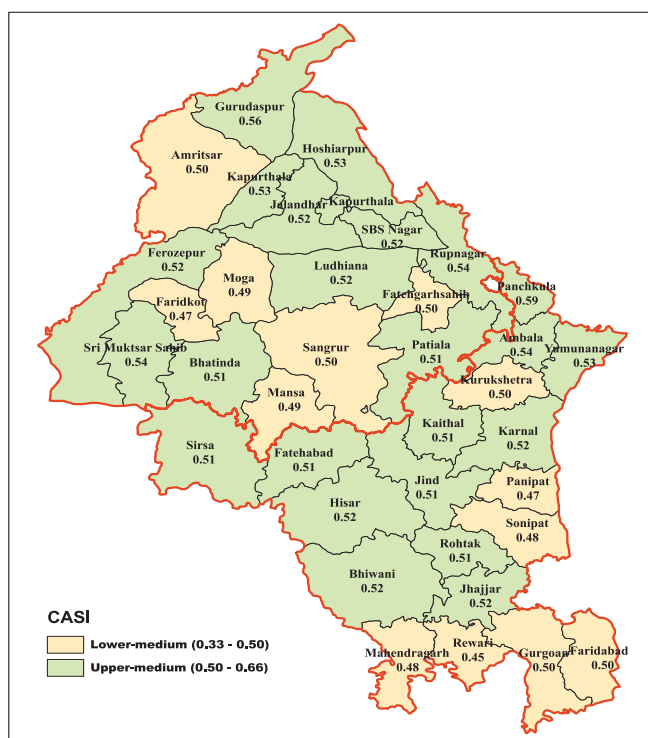 Gurudaspur
0.56
Hoshiarpur
0.53
Amritsar
0.50
Kapurthala
0.53
Jalandhar
0.52
Kapurthala
SBS Nagar
0.52
Ferozepur
0.52
Moga
0.49
Ludhiana
0.52
Rupnagar
0.54
Faridkot
0.47
Fatehgarhsahib
0.50
Panchkula
0.59
Sri Muktsar Sahib
0.54
Bhatinda
0.51
Sangrur
0.50
Patiala
0.51
Ambala
0.54
Yamunanagar
0.53
Mansa
0.49
Kurukshetra
0.50
Kaithal
0.51
Karnal
0.52
Sirsa
0.51
Fatehabad
0.51
Jind
0.51
Panipat
0.47
Hisar
0.52
Sonipat
0.48
Rohtak
0.51
Bhiwani
0.52
Jhajjar
0.52
Mahendragarh
0.48
Rewari
0.45
Gurgoan
0.50
Faridabad
0.50
CASI
Lower-medium (0.33 - 0.50)
Upper-medium (0.50 - 0.66)